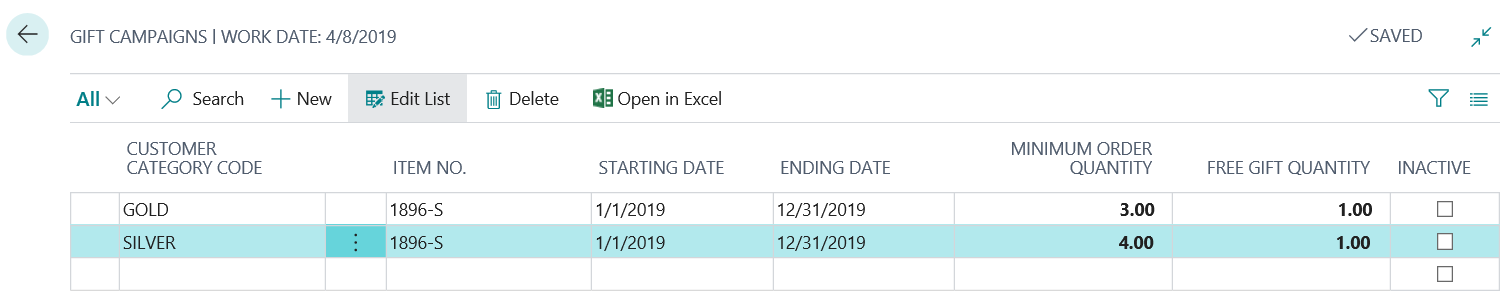 GIFT CAMPAIGNS | WORK DATE: 4/8/2019
SAVED
All Search New Edit List Delete Open in Excel
CUSTOMER CATEGORY CODE ITEM NO. STARTING DATE ENDING DATE MINIMUM ORDER QUANTITY FREE GIFT QUANTITY INACTIVE
GOLD 1896-S 1/1/2019 12/31/2019 3.00 1.00
SILVER 1896-S 1/1/2019 12/31/2019 4.00 1.00